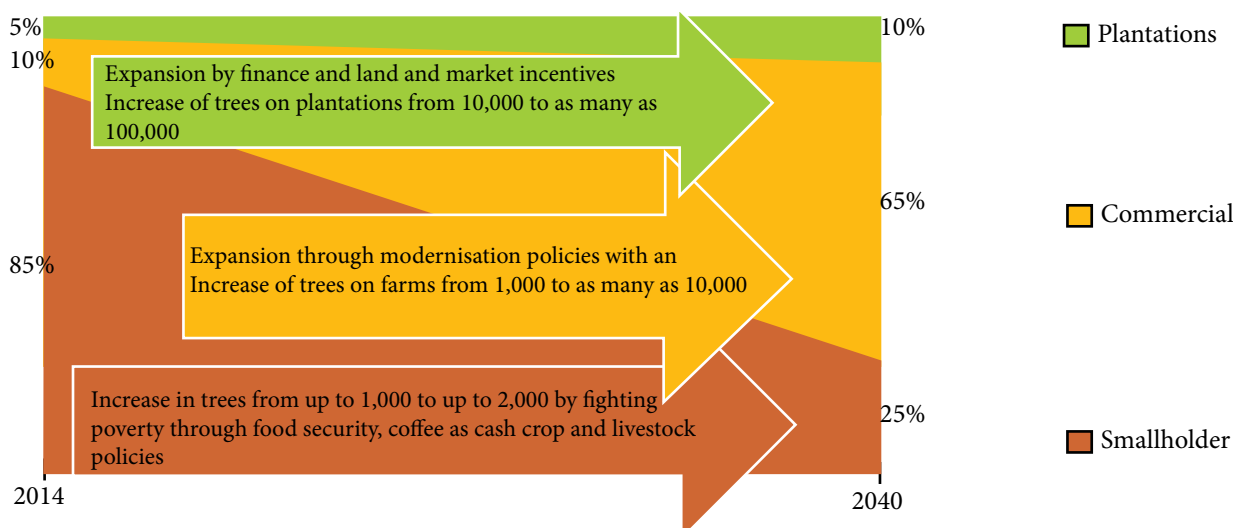 5%
10%
Plantations
10%
Expansion by finance and land and market incentives
Increase of trees on plantations from 10,000 to as many as
100,000
65%
Commercial
85%
Expansion through modernisation policies with an
Increase of trees on farms from 1,000 to as many as 10,000
Increase in trees from up to 1,000 to up to 2,000 by fighting
poverty through food security, coffee as cash crop and livestock
policies
25%
Smallholder
2014
2040